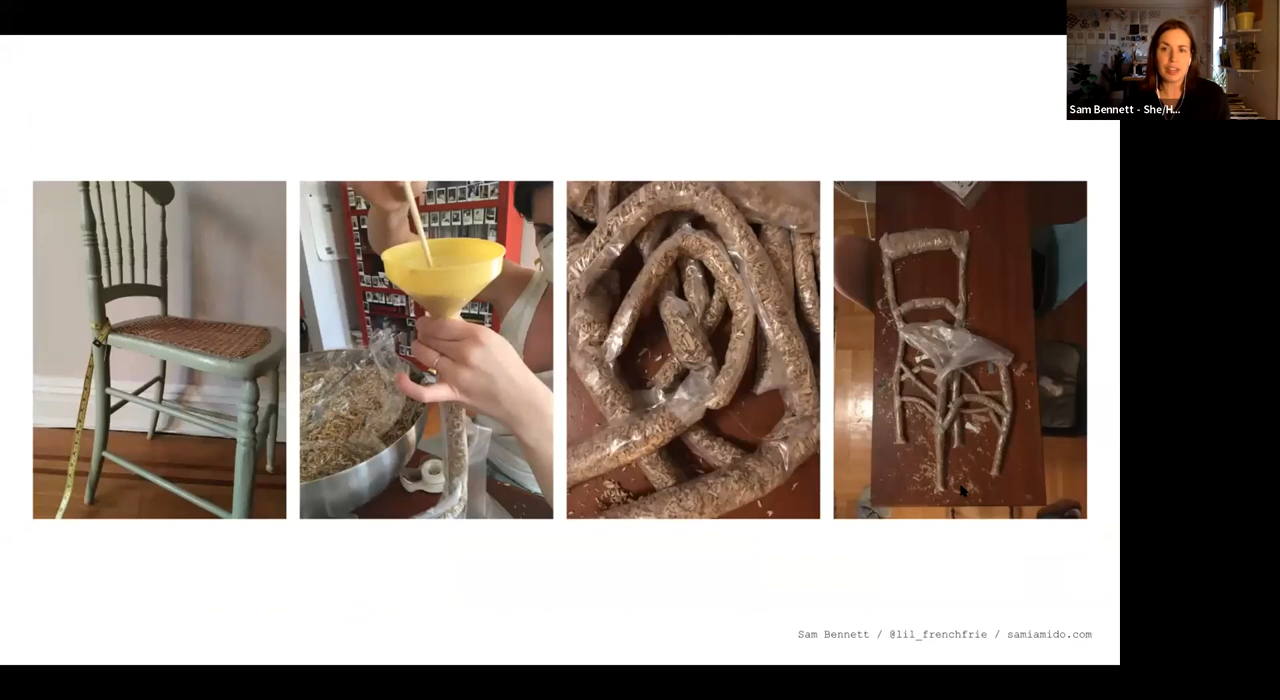 Sam Bennett - She/H...
Sam Bennett / @lil_frenchfrie / samiamido.com